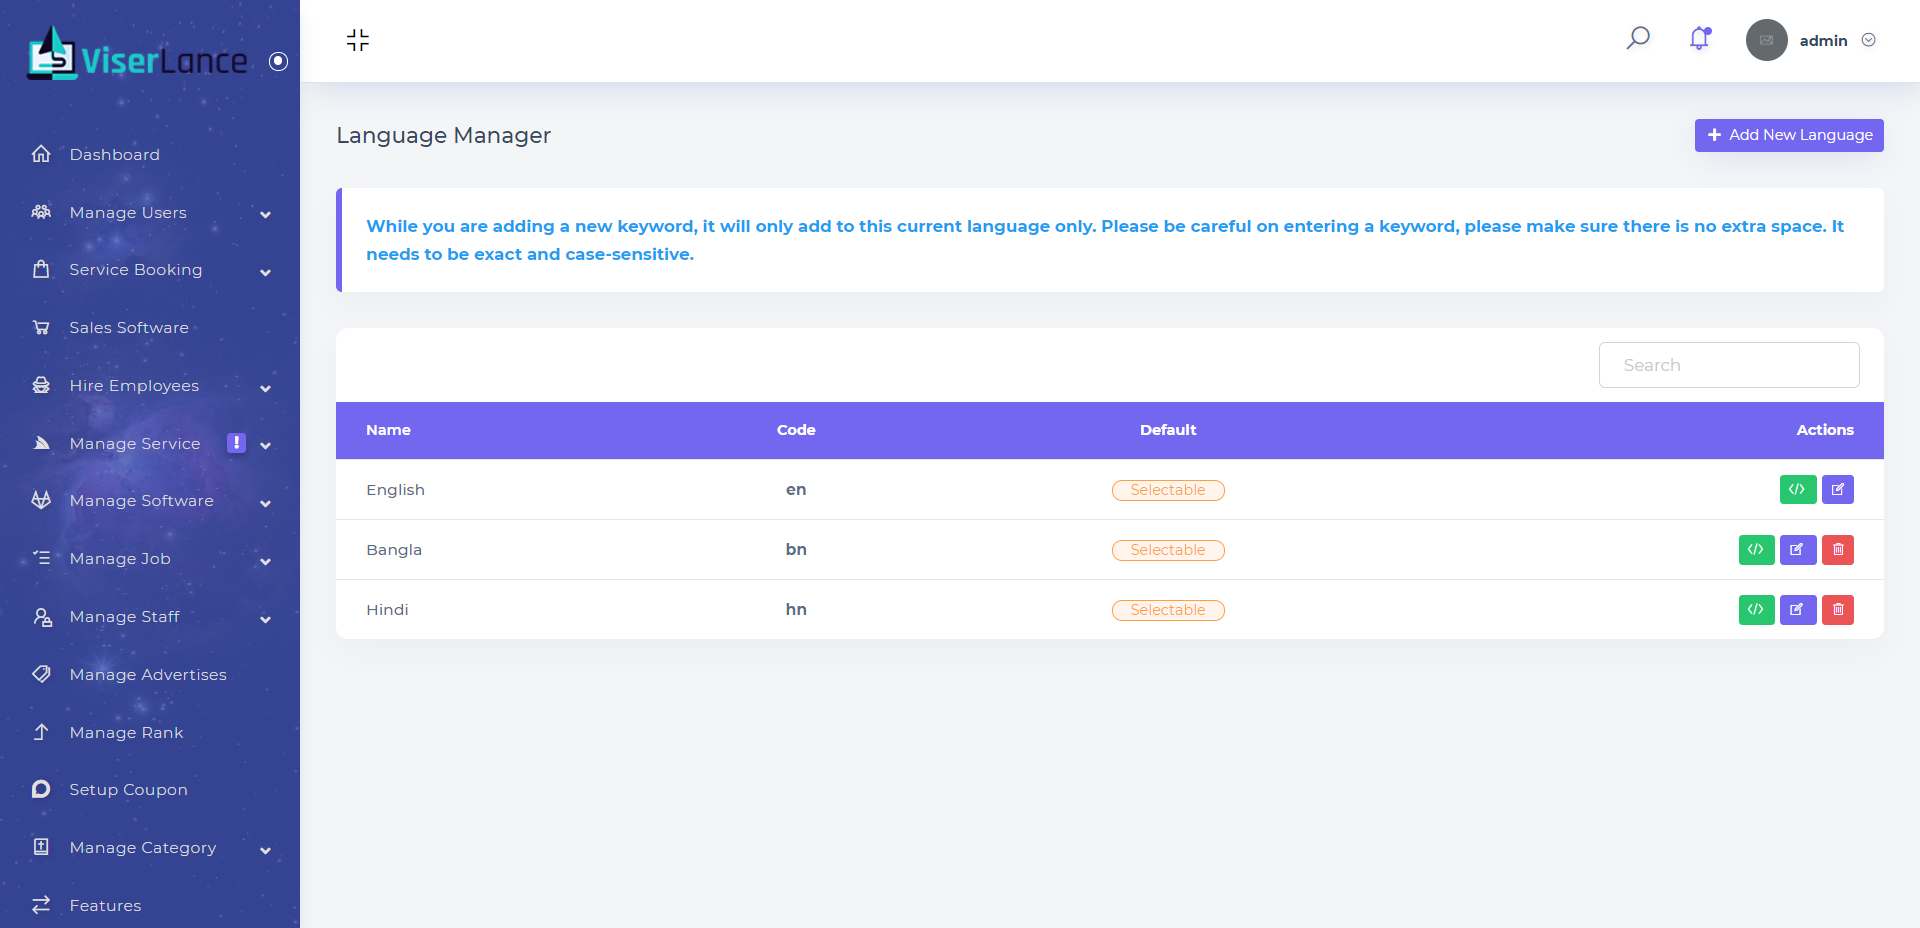 ViserLance
admin
Dashboard
Manage Users
Service Booking
Sales Software
Hire Employees
Manage Service !
Manage Software
Manage Job
Manage Staff
Manage Advertises
Manage Rank
Setup Coupon
Manage Category
Features
Language Manager
+ Add New Language
While you are adding a new keyword, it will only add to this current language only. Please be careful on entering a keyword, please make sure there is no extra space. It
needs to be exact and case-sensitive.
Search
Name Code Default Actions
English en Selectable
Bangla bn Selectable
Hindi hn Selectable